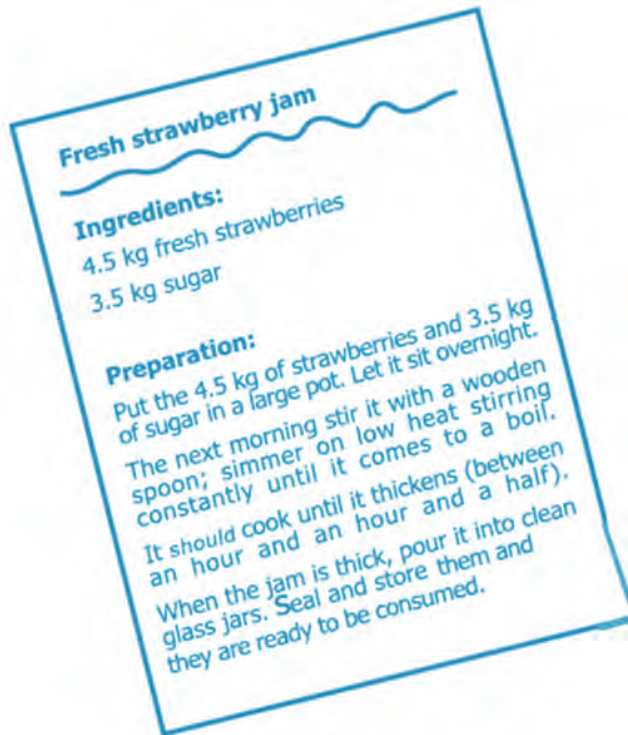 Fresh strawberry jam
Ingredients:
4.5 kg fresh strawberries
3.5 kg sugar
Preparation:
Put the 4.5 kg of strawberries and 3.5 kg
of sugar in a large pot. Let it sit overnight.
The next morning stir it with a wooden
spoon; simmer on low heat stirring
constantly until it comes to a boil.
It should cook until it thickens (between
an hour and an hour and a half).
When the jam is thick, pour it into clean
glass jars. Seal and store them and
they are ready to be consumed.